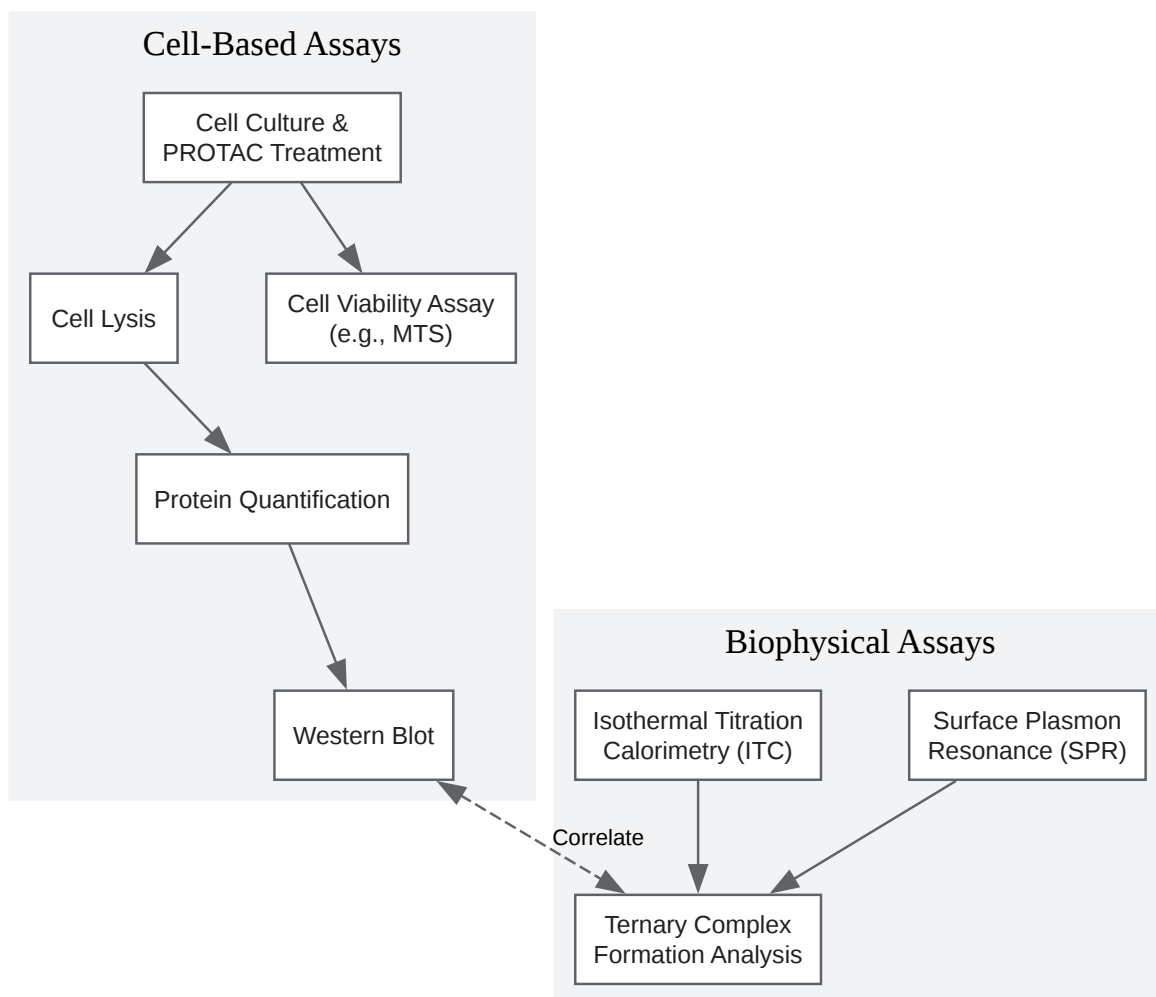 Cell-Based Assays
Cell Culture &
PROTAC Treatment
Cell Lysis
Cell Viability Assay
(e.g., MTS)
Protein Quantification
Western Blot
Biophysical Assays
Isothermal Titration
Calorimetry (ITC)
Surface Plasmon
Resonance (SPR)
Correlate
Ternary Complex
Formation Analysis